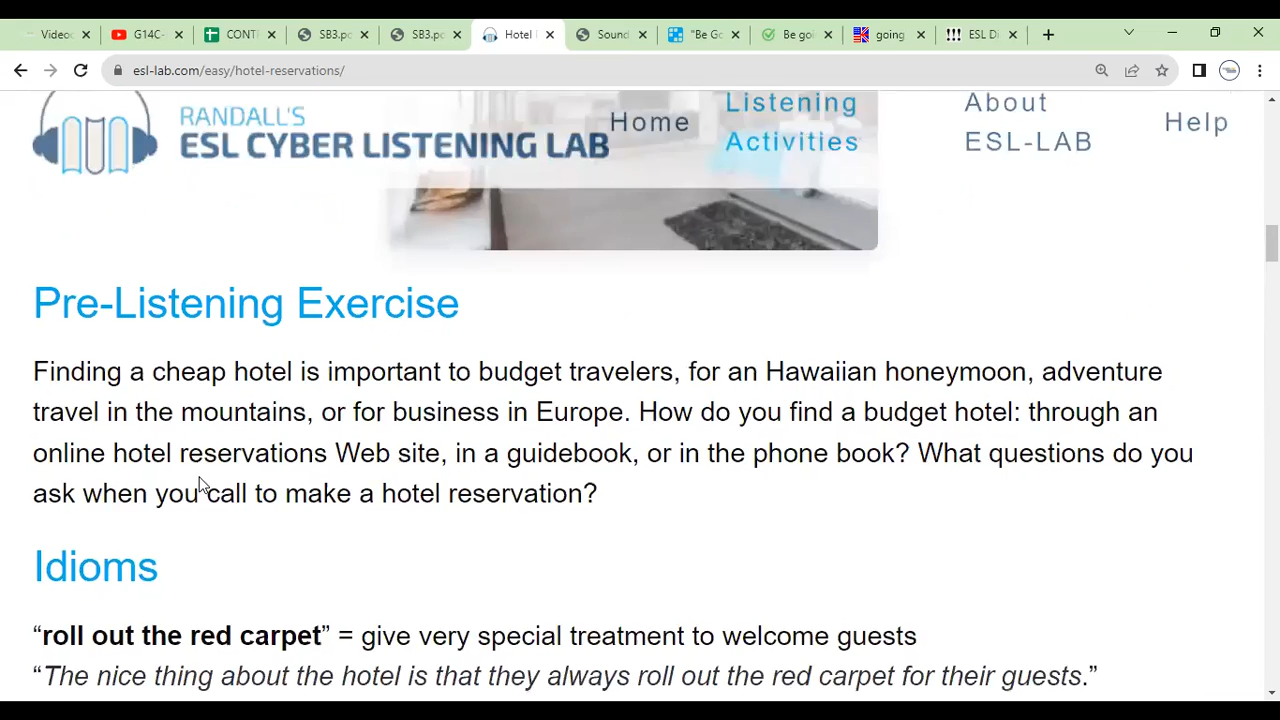 Videoc
G14C-
CONT
SB3.pc
SB3.pc
Hotel
Sound
"Be Go
Be goi
going
!!! ESL Di
esl-lab.com/easy/hotel-reservations/
RANDALL'S
ESL CYBER LISTENING LAB
Home
Listening
Activities
About
ESL-LAB
Help
Pre-Listening Exercise
Finding a cheap hotel is important to budget travelers, for an Hawaiian honeymoon, adventure
travel in the mountains, or for business in Europe. How do you find a budget hotel: through an
online hotel reservations Web site, in a guidebook, or in the phone book? What questions do you
ask when you call to make a hotel reservation?
Idioms
“roll out the red carpet” = give very special treatment to welcome guests
“The nice thing about the hotel is that they always roll out the red carpet for their guests.”